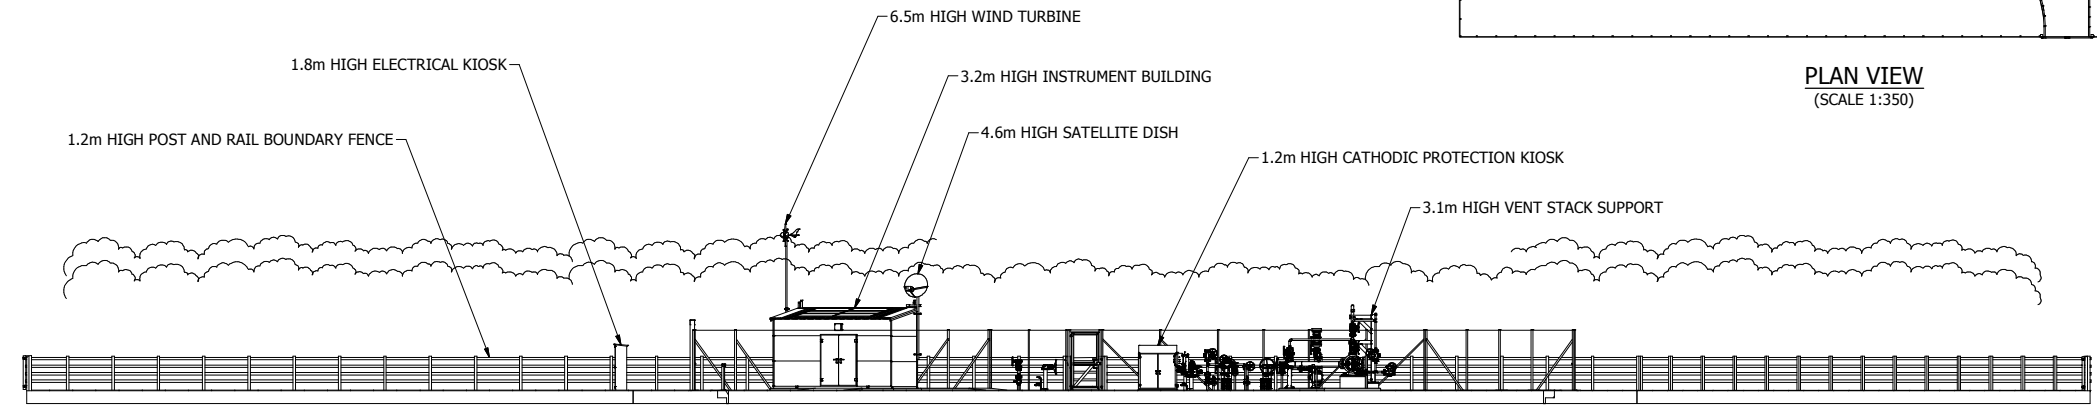 6.5m HIGH WIND TURBINE
1.8m HIGH ELECTRICAL KIOSK
3.2m HIGH INSTRUMENT BUILDING
PLAN VIEW
(SCALE 1:350)
1.2m HIGH POST AND RAIL BOUNDARY FENCE
4.6m HIGH SATELLITE DISH
1.2m HIGH CATHODIC PROTECTION KIOSK
3.1m HIGH VENT STACK SUPPORT